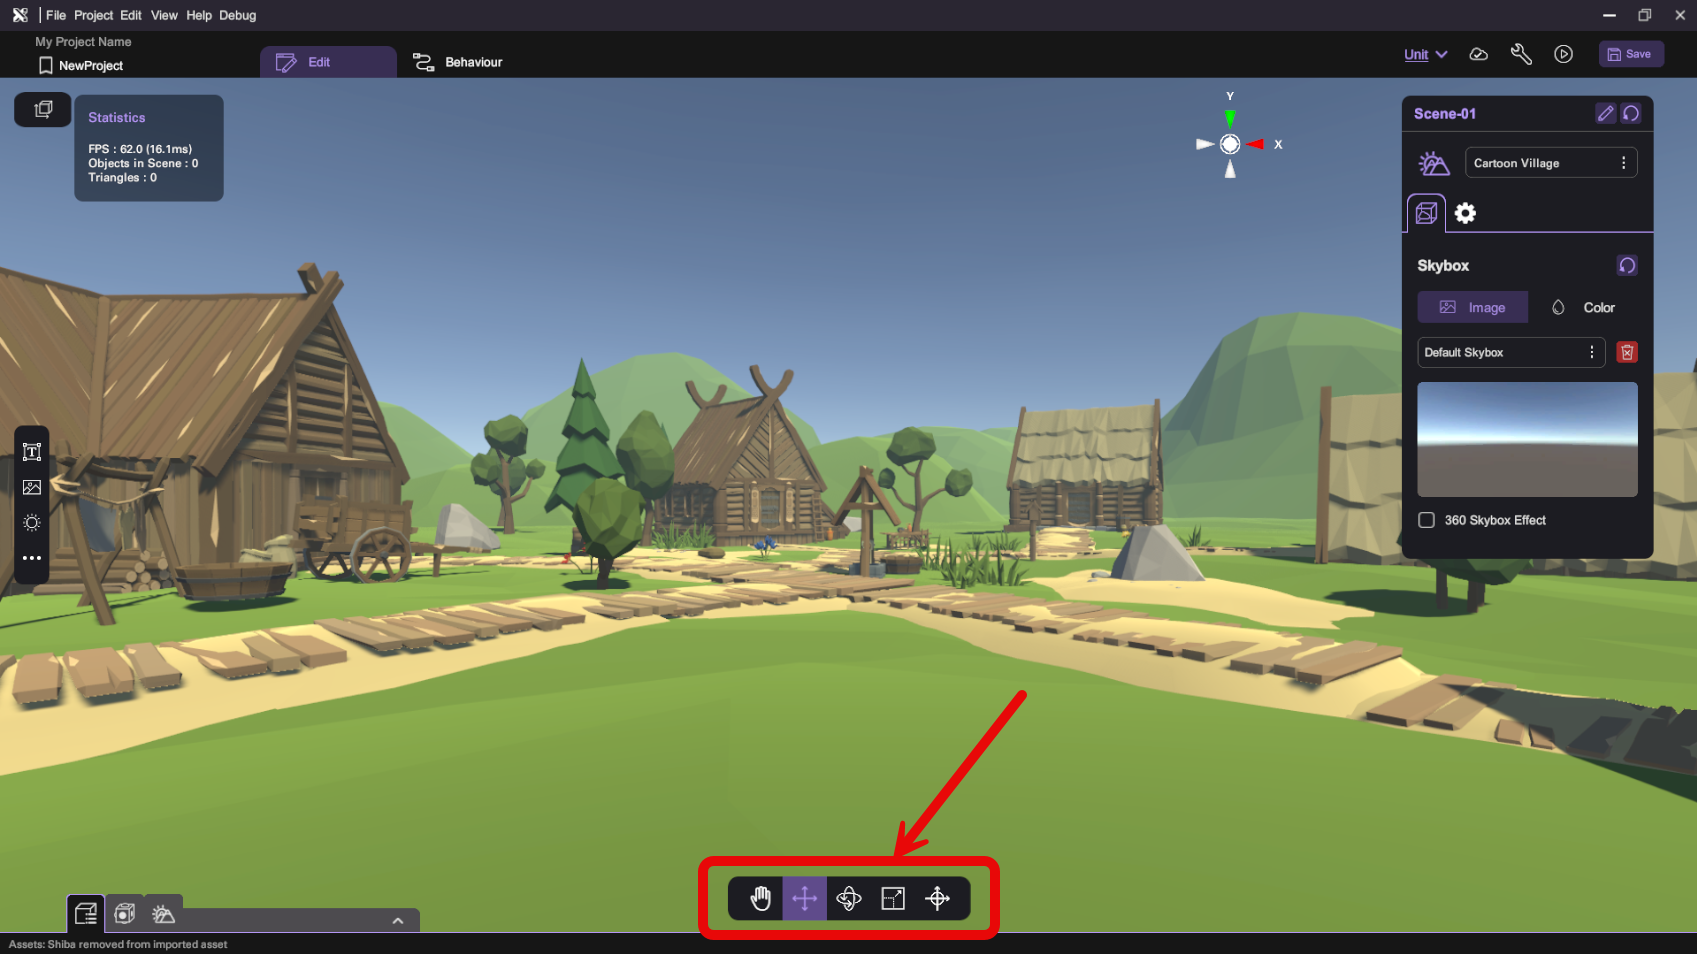 File Project Edit View Help Debug
My Project Name
NewProject
Edit
Behaviour
Unit
Save
Statistics
FPS : 62.0 (16.1ms)
Objects in Scene : 0
Triangles : 0
Y
X
Scene-01
Cartoon Village
Skybox
Image
Color
Default Skybox
360 Skybox Effect
T
Assets: Shiba removed from imported asset